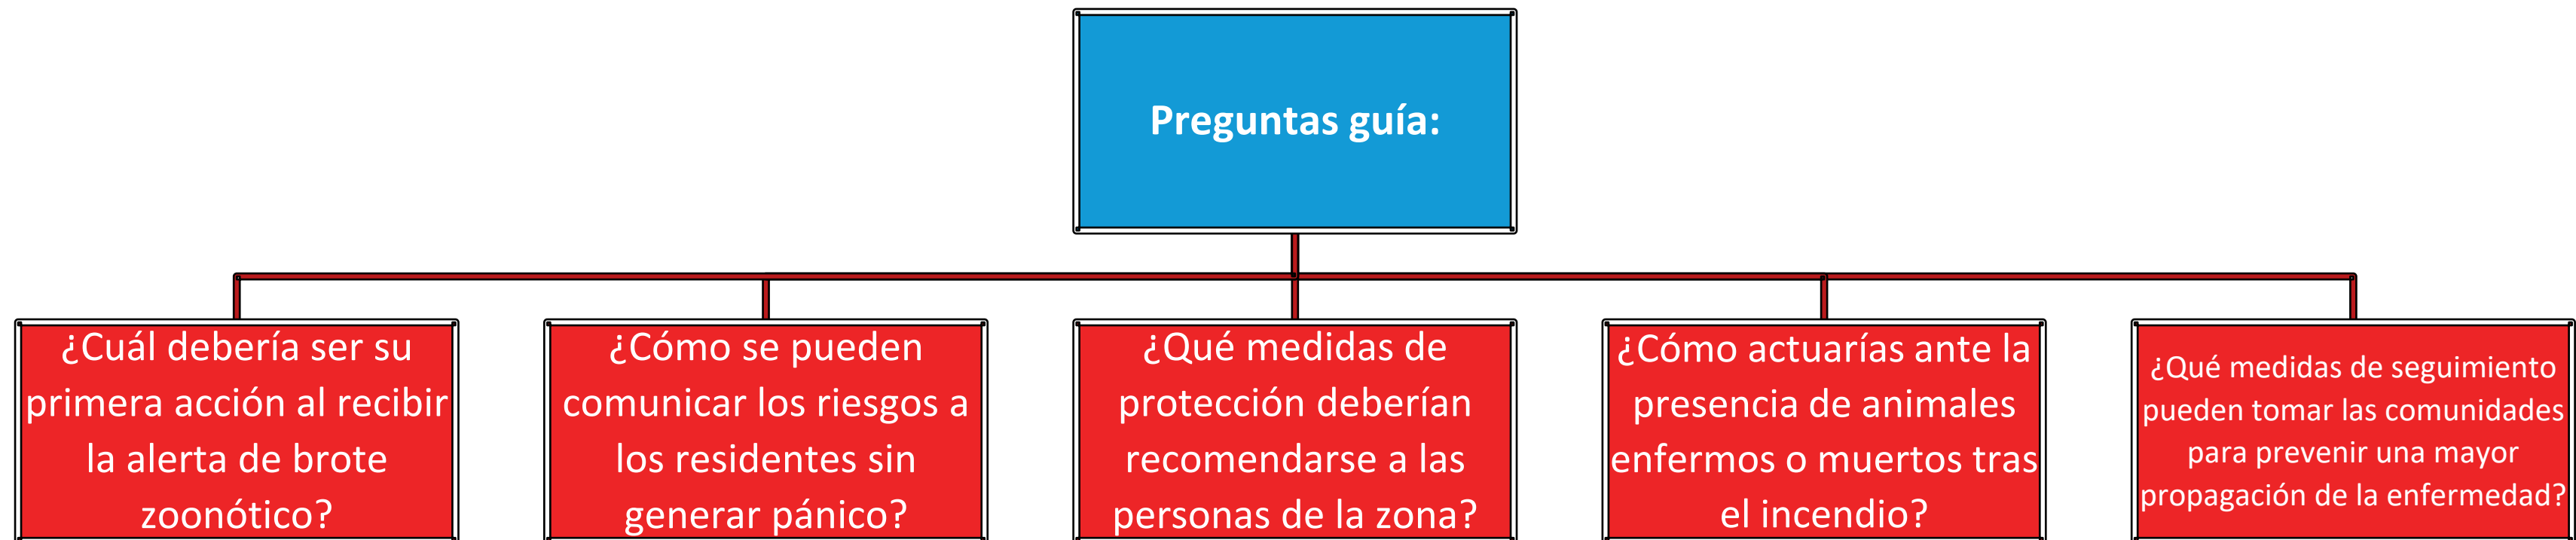 Preguntas guía:
¿Cuál debería ser su
primera acción al recibir
la alerta de brote
zoonótico?
¿Cómo se pueden
comunicar los riesgos a
los residentes sin
generar pánico?
¿Qué medidas de
protección deberían
recomendarse a las
personas de la zona?
¿Cómo actuarías ante la
presencia de animales
enfermos o muertos tras
el incendio?
¿Qué medidas de seguimiento
pueden tomar las comunidades
para prevenir una mayor
propagación de la enfermedad?